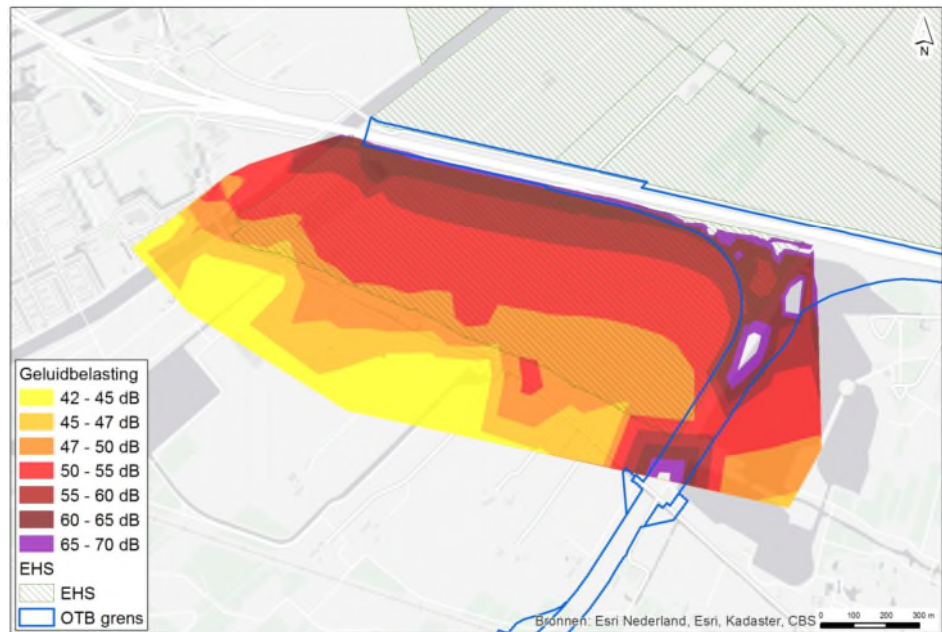 N
Geluidbelasting
42 - 45 dB
45 - 47 dB
47 - 50 dB
50 - 55 dB
55 - 60 dB
60 - 65 dB
65 - 70 dB
EHS
EHS
OTB grens
Bronnen: Esri Nederland, Esri, Kadaster, CBS
0 100 200 300 m